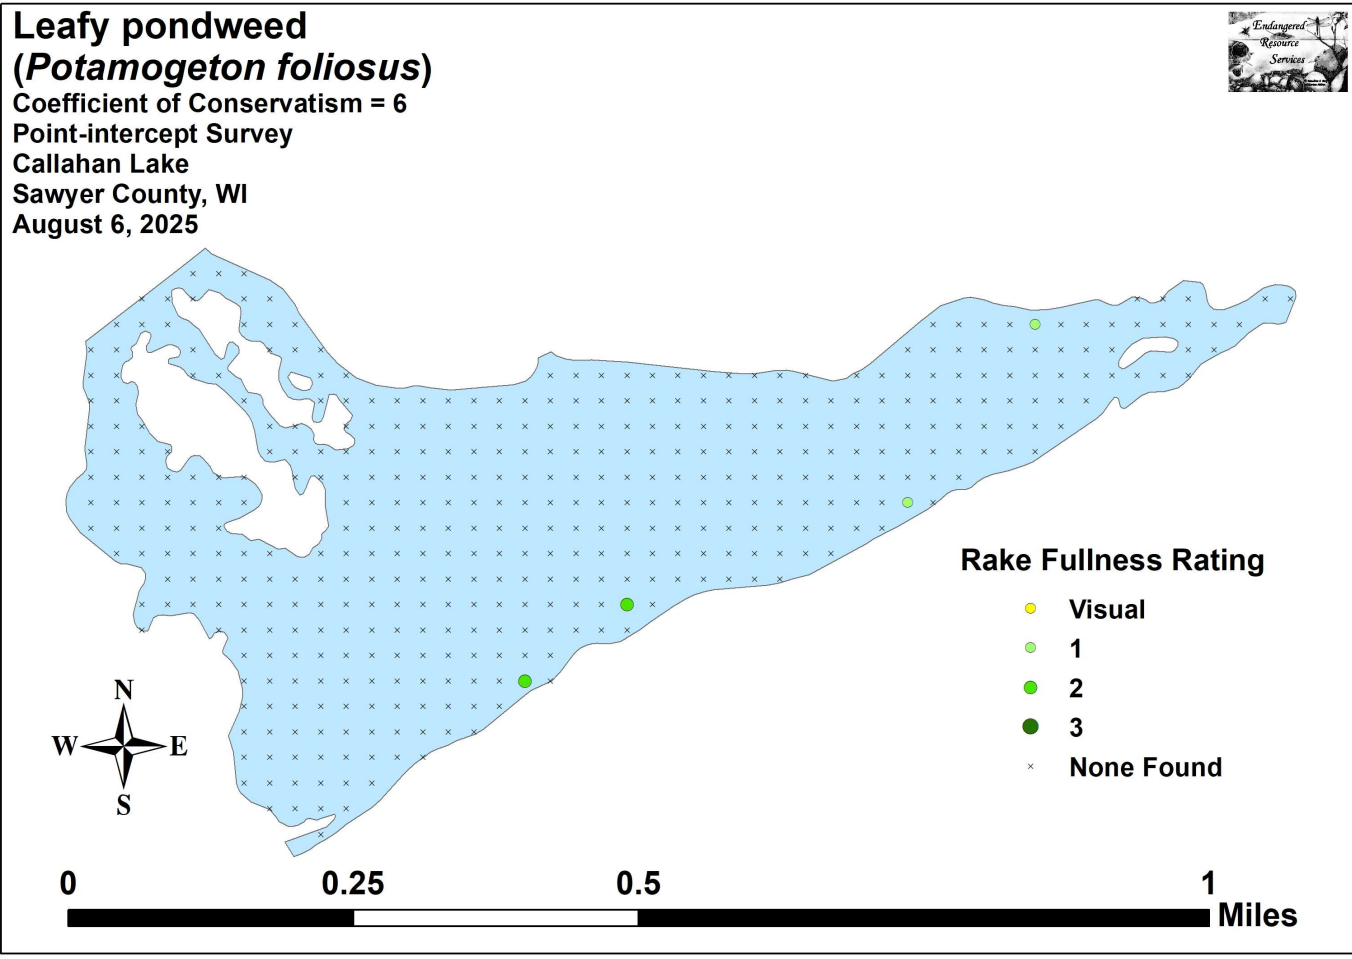 Leafy pondweed
(Potamogeton foliosus)
Coefficient of Conservatism = 6
Point-intercept Survey
Callahan Lake
Sawyer County, WI
August 6, 2025
Endangered
Resource
Services
Rake Fullness Rating
Visual
1
2
3
None Found
N
W E
S
0 0.25 0.5 1
Miles